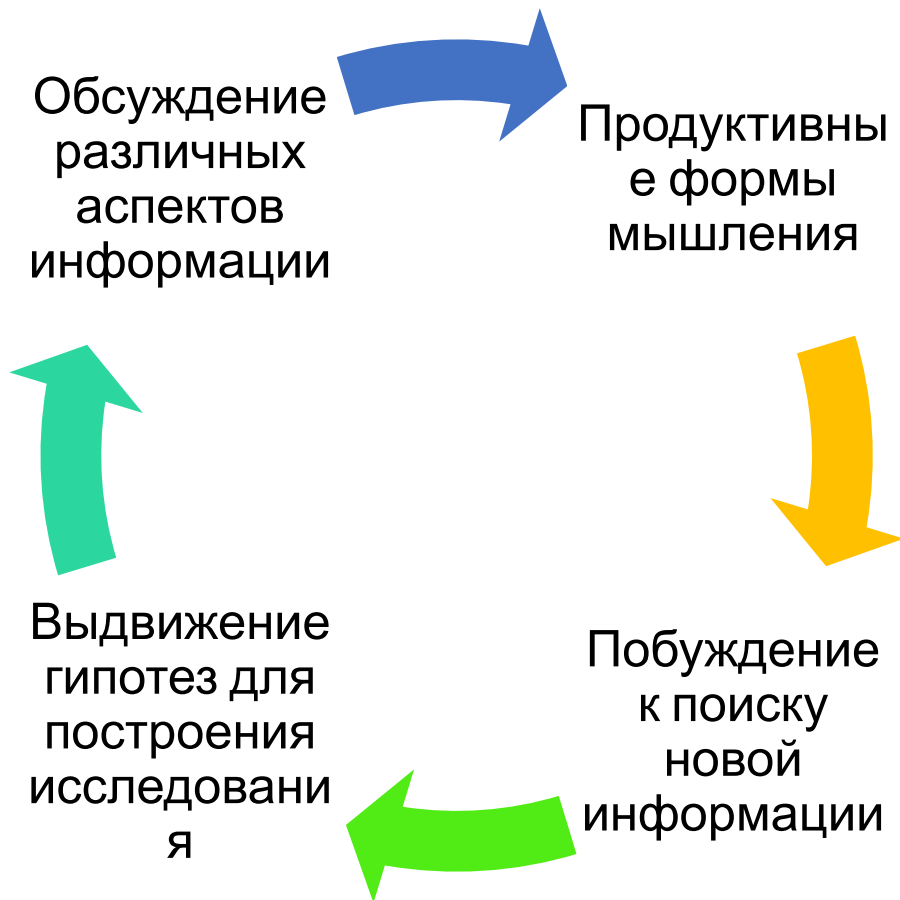 Обсуждение
различных
аспектов
информации
Продуктивны
е формы
мышления
Побуждение
к поиску
новой
информации
Выдвижение
гипотез для
построения
исследовани
я